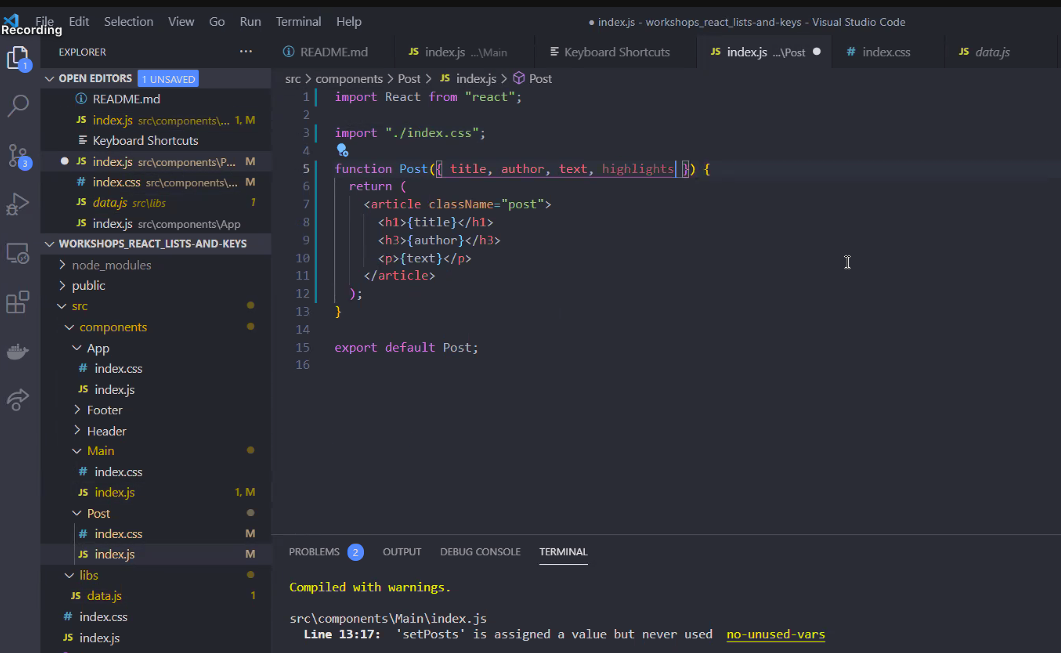 File Edit Selection View Go Run Terminal Help ● index.js - workshops_react_lists-and-keys - Visual Studio Code
Recording
EXPLORER ···
README.md
JS index.js ...\Main
Keyboard Shortcuts
JS index.js ...\Post ●
# index.css
JS data.js
OPEN EDITORS 1 UNSAVED
README.md
JS index.js src\components\... 1, M
Keyboard Shortcuts
● JS index.js src\components\P... M
# index.css src\components\... M
JS data.js src\libs 1
JS index.js src\components\App
WORKSHOPS_REACT_LISTS-AND-KEYS
node_modules
public
src
components
App
# index.css
JS index.js
Footer
Header
Main
# index.css
JS index.js 1, M
Post
# index.css M
JS index.js M
libs
JS data.js 1
# index.css
JS index.js
1
3
src > components > Post > JS index.js > Post
1 import React from "react";
2
3 import "./index.css";
4
5 function Post({ title, author, text, highlights }) {
6 return (
7 <article className="post">
8 <h1>{title}</h1>
9 <h3>{author}</h3>
10 <p>{text}</p>
11 </article>
12 );
13 }
14
15 export default Post;
16
PROBLEMS 2 OUTPUT DEBUG CONSOLE TERMINAL
Compiled with warnings.
src\components\Main\index.js
Line 13:17: 'setPosts' is assigned a value but never used no-unused-vars